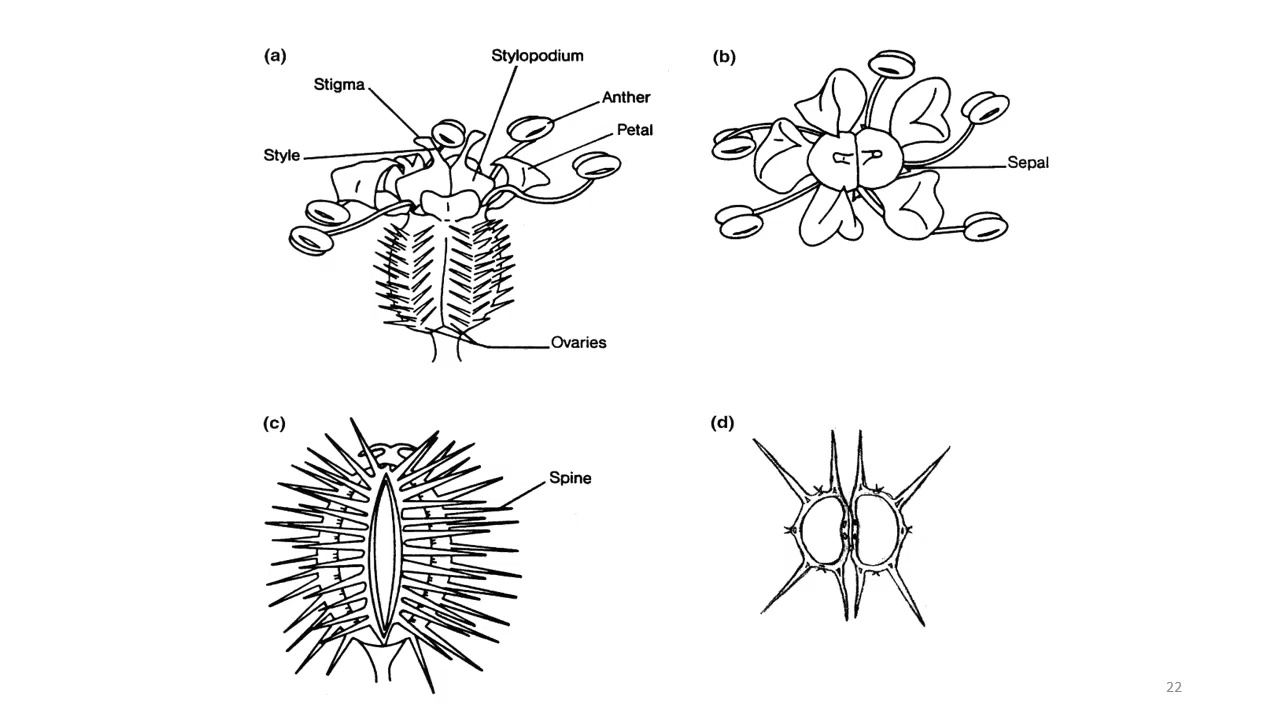 (a)
Stylopodium
Stigma
Anther
Petal
Style
Ovaries
(b)
Sepal
(c)
Spine
(d)
22